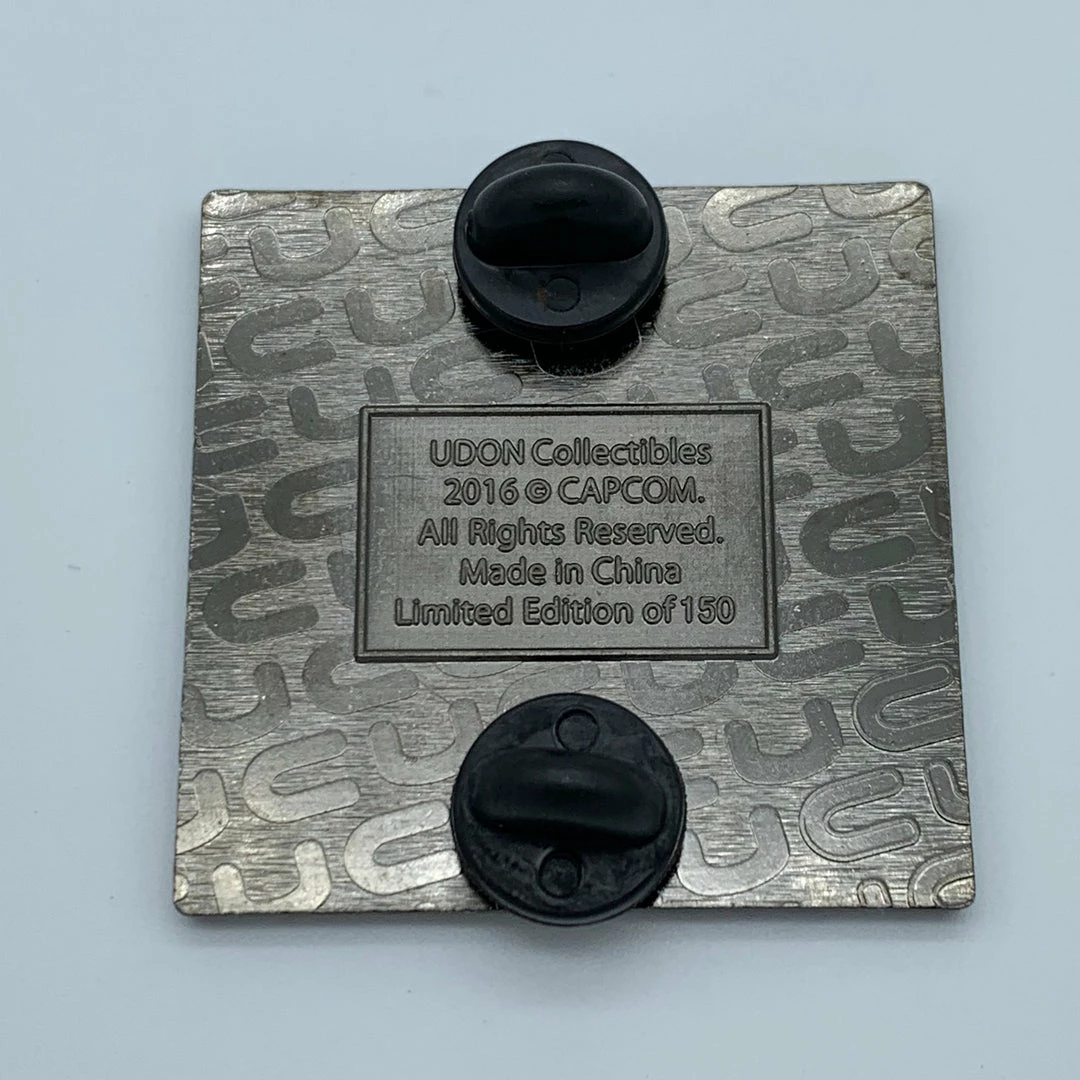 UDON Collectibles
2016 © CAPCOM.
All Rights Reserved.
Made in China
Limited Edition of 150